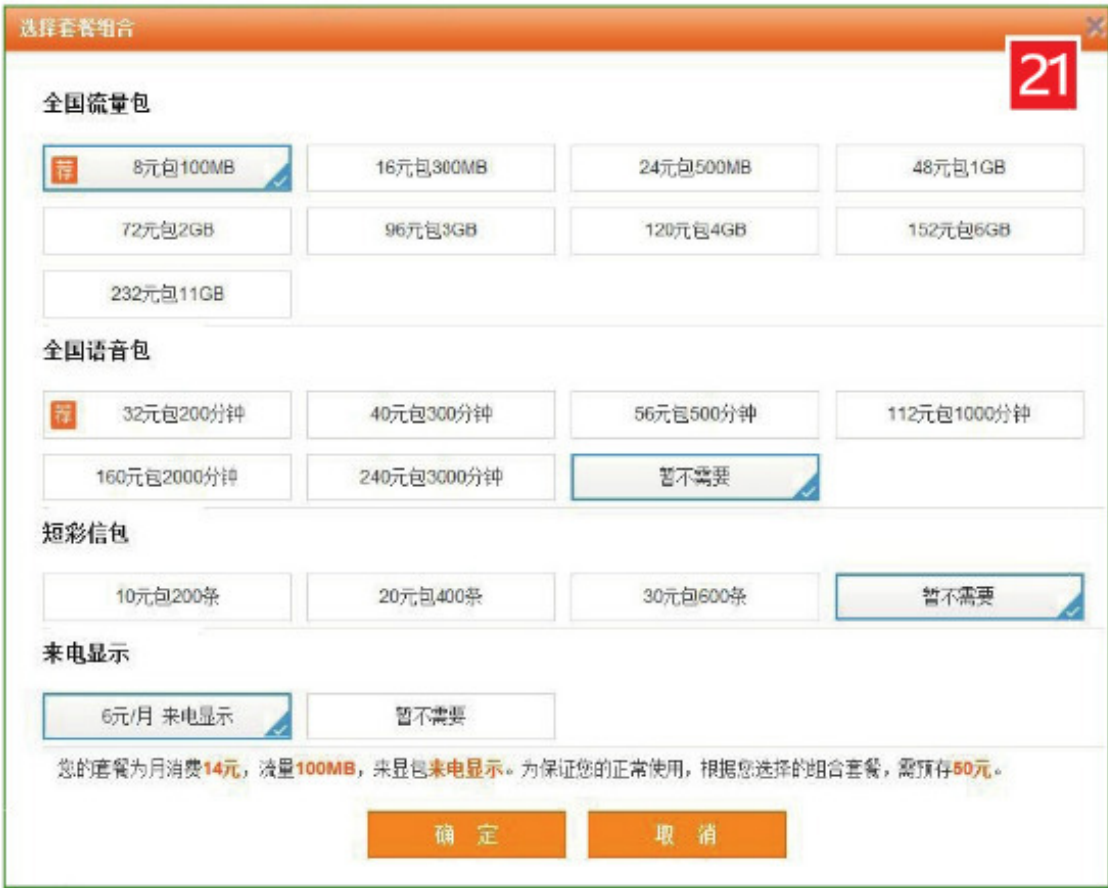 选择套餐组合
21
全国流量包
荐 8元包100MB 16元包300MB 24元包500MB 48元包1GB
72元包2GB 96元包3GB 120元包4GB 152元包6GB
232元包11GB
全国语音包
荐 32元包200分钟 40元包300分钟 56元包500分钟 112元包1000分钟
160元包2000分钟 240元包3000分钟 暂不需要
短彩信包
10元包200条 20元包400条 30元包600条 暂不需要
来电显示
6元/月 来电显示 暂不需要
您的套餐为月消费14元，流量100MB，来显包来电显示。为保证您的正常使用，根据您选择的组合套餐，需预存50元。
确 定 取 消